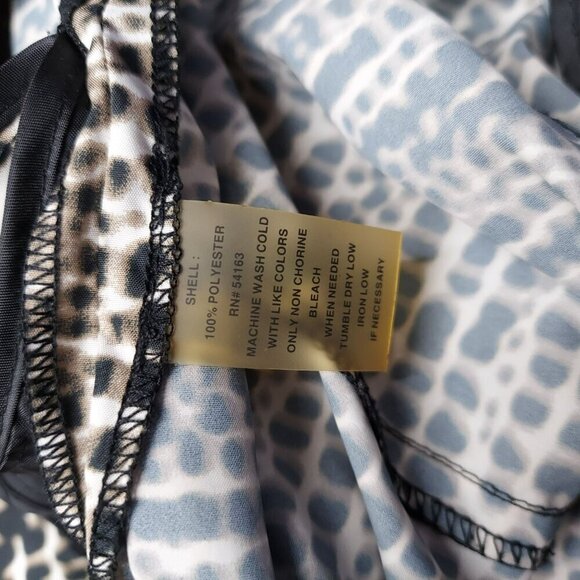 SHELL :
100% POLYESTER
RN# 54163
MACHINE WASH COLD
WITH LIKE COLORS
ONLY NON CHORINE
BLEACH
WHEN NEEDED
TUMBLE DRY LOW
IRON LOW
IF NECESSARY